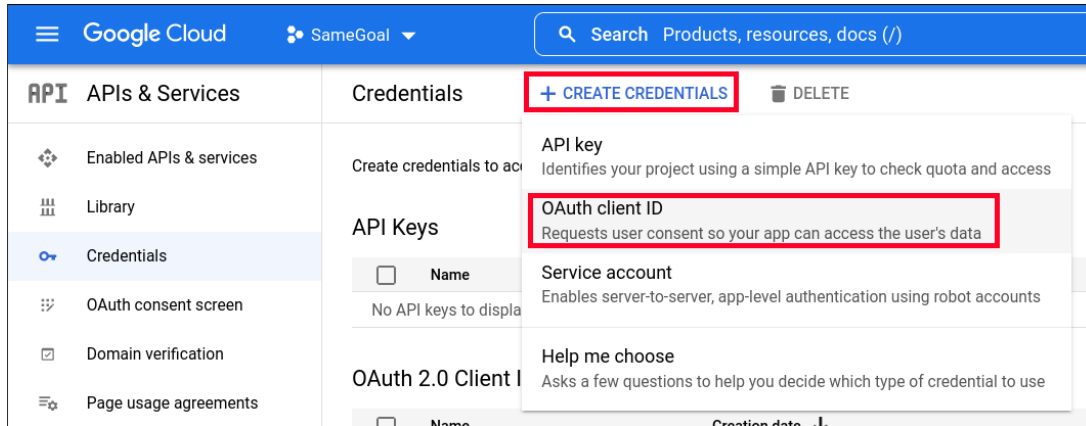 Google Cloud
SameGoal
Search Products, resources, docs (/)
API
APIs & Services
Credentials
+ CREATE CREDENTIALS
DELETE
Enabled APIs & services
Library
Credentials
OAuth consent screen
Domain verification
Page usage agreements
Create credentials to
API Keys
Name
No API keys to
OAuth 2.0 Client
Name
Creation date
API key
Identifies your project using a simple API key to check quota and access
OAuth client ID
Requests user consent so your app can access the user's data
Service account
Enables server-to-server, app-level authentication using robot accounts
Help me choose
Asks a few questions to help you decide which type of credential to use